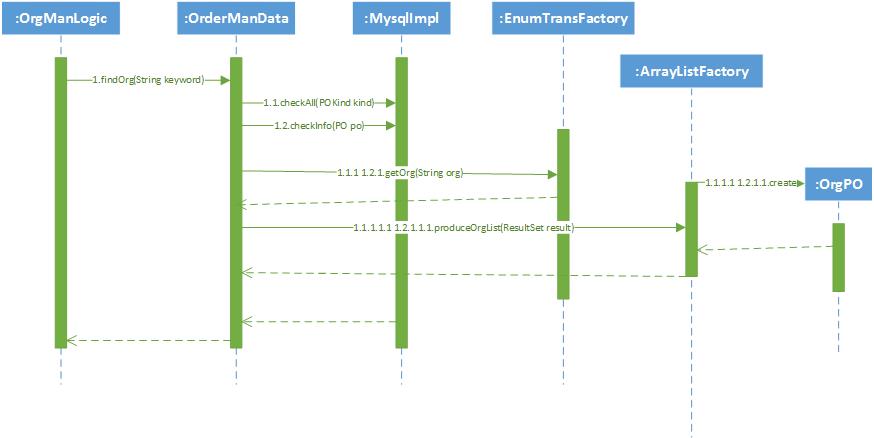 :OrgManLogic
:OrderManData
:MysqlImpl
:EnumTransFactory
:ArrayListFactory
1.findOrg(String keyword)
1.1.checkAll(POKind kind)
1.2.checkInfo(PO po)
1.1.1 1.2.1.getOrg(String org)
1.1.1.1 1.2.1.1.create
:OrgPO
1.1.1.1.1 1.2.1.1.1.produceOrgList(ResultSet result)